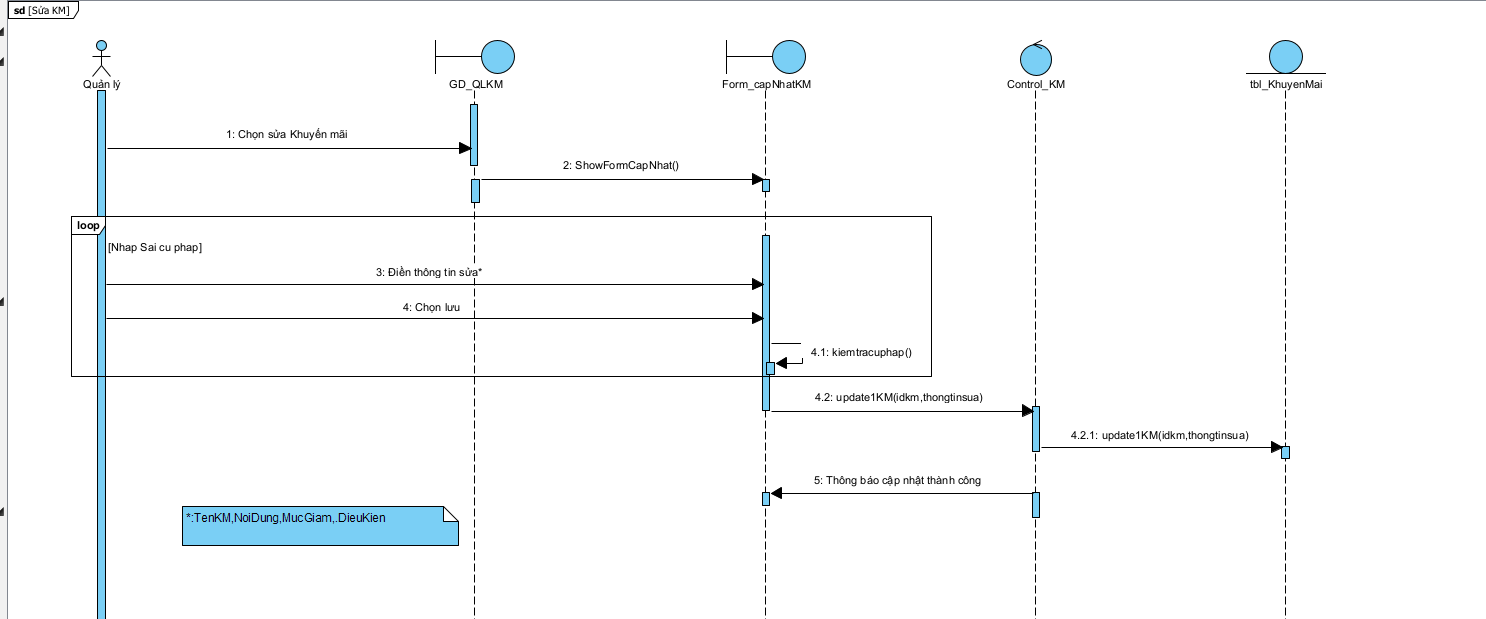 sd [Sửa KM]
Quản lý
GD_QLKM
Form_capNhatKM
Control_KM
tbl_KhuyenMai
1: Chọn sửa Khuyến mãi
2: ShowFormCapNhat()
loop
[Nhap Sai cu phap]
3: Điền thông tin sửa*
4: Chọn lưu
4.1: kiemtracuphap()
4.2: update1KM(idkm,thongtinsua)
4.2.1: update1KM(idkm,thongtinsua)
5: Thông báo cập nhật thành công
*:TenKM,NoiDung,MucGiam,.DieuKien